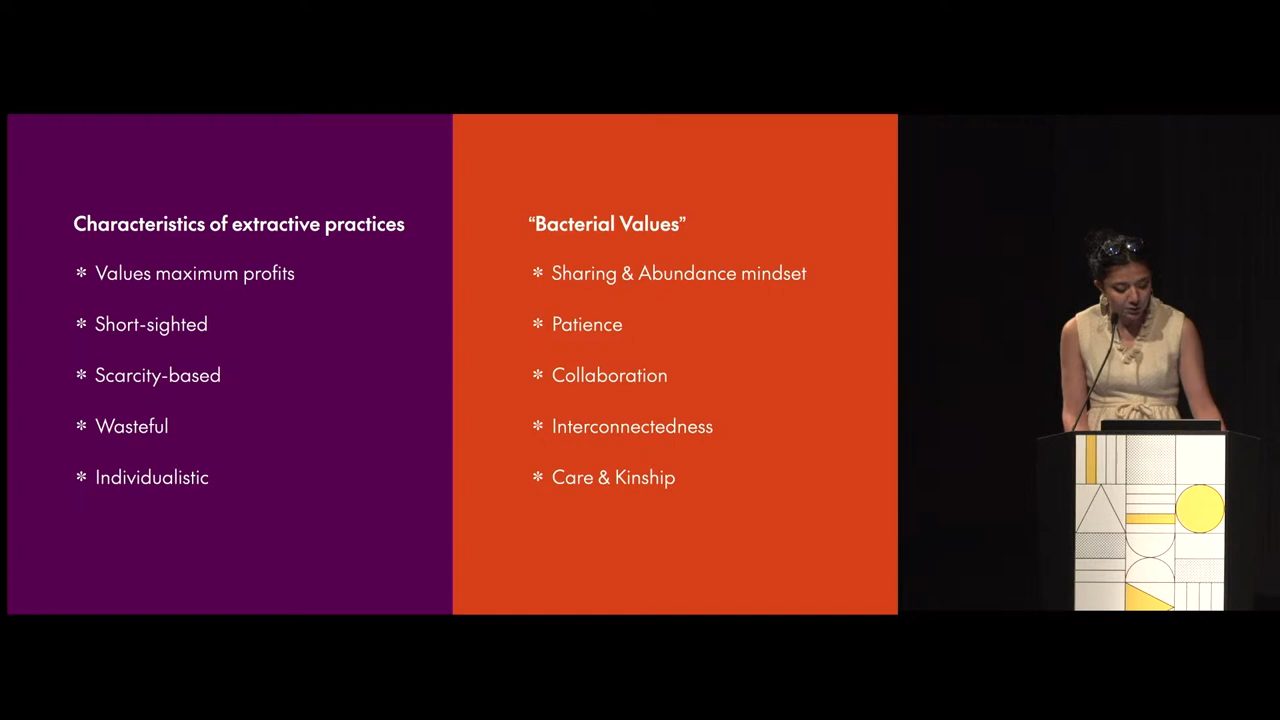 Characteristics of extractive practices
* Values maximum profits
* Short-sighted
* Scarcity-based
* Wasteful
* Individualistic
“Bacterial Values”
* Sharing & Abundance mindset
* Patience
* Collaboration
* Interconnectedness
* Care & Kinship